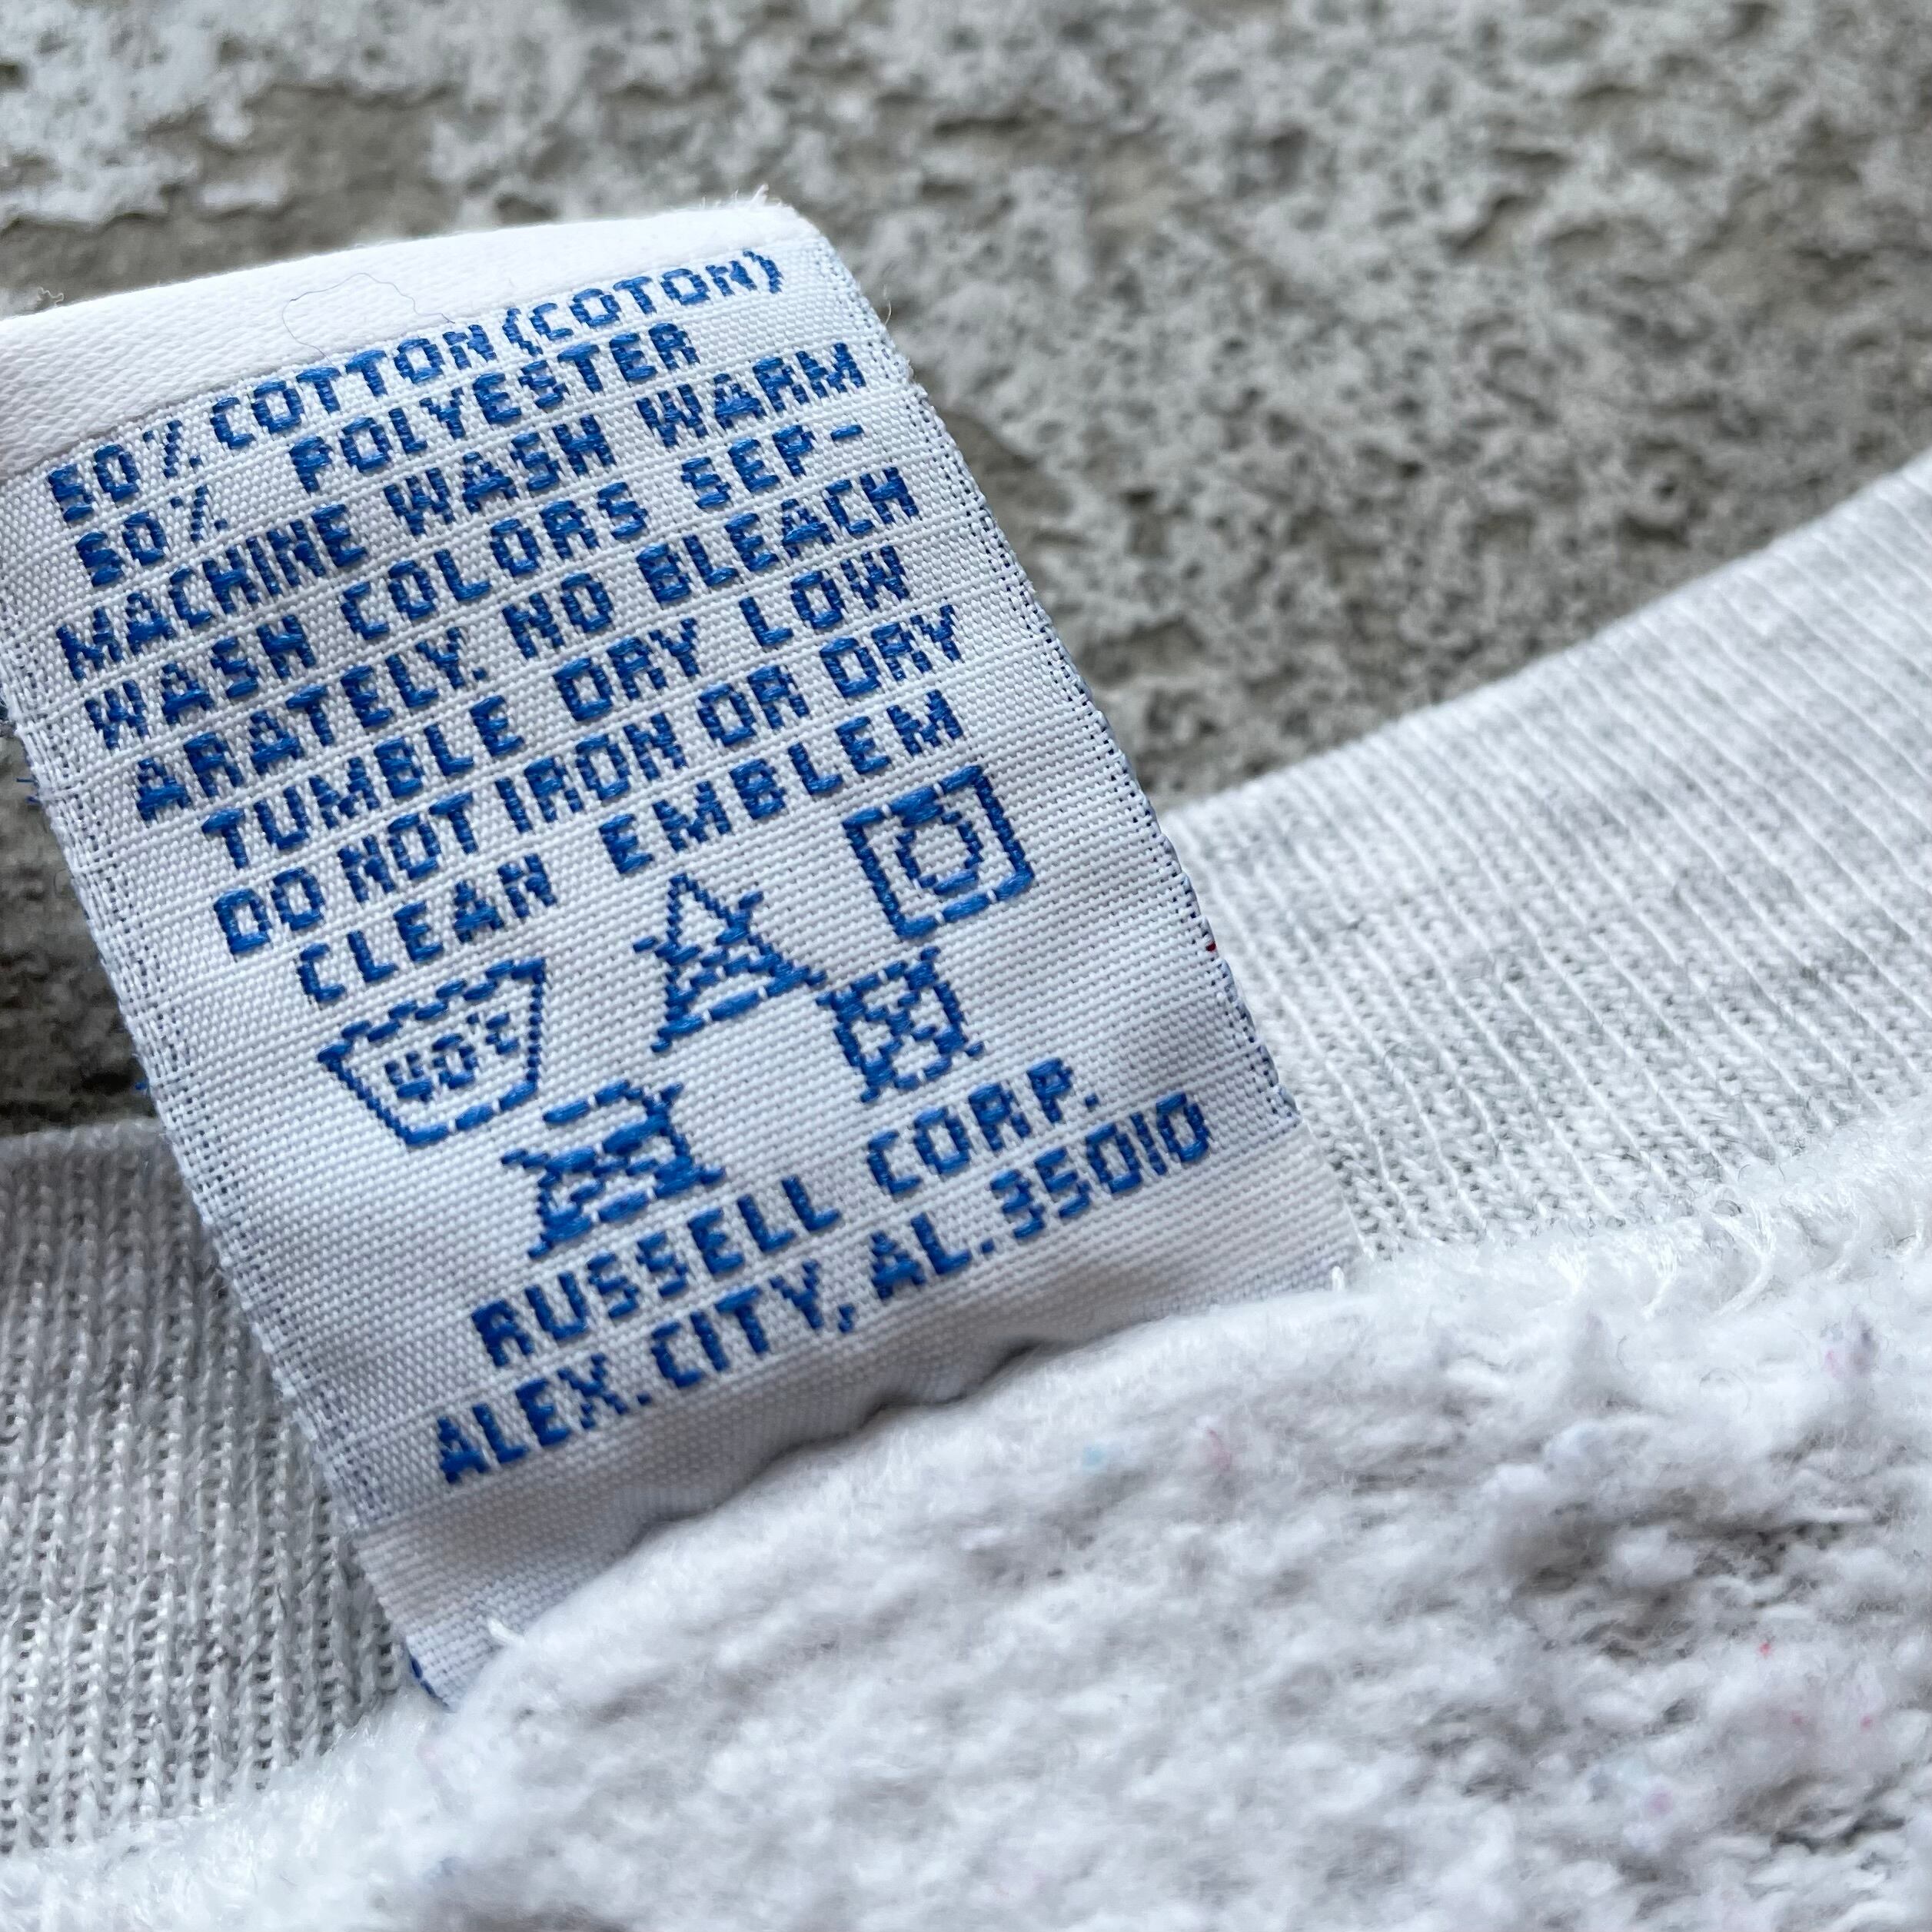 50% COTTON (COTON)
50% POLYESTER
MACHINE WASH WARM
WASH COLORS SEP-
ARATELY. NO BLEACH
TUMBLE DRY LOW
DO NOT IRON OR DRY
CLEAN EMBLEM
40°C
RUSSELL CORP.
ALEX. CITY, AL. 35010